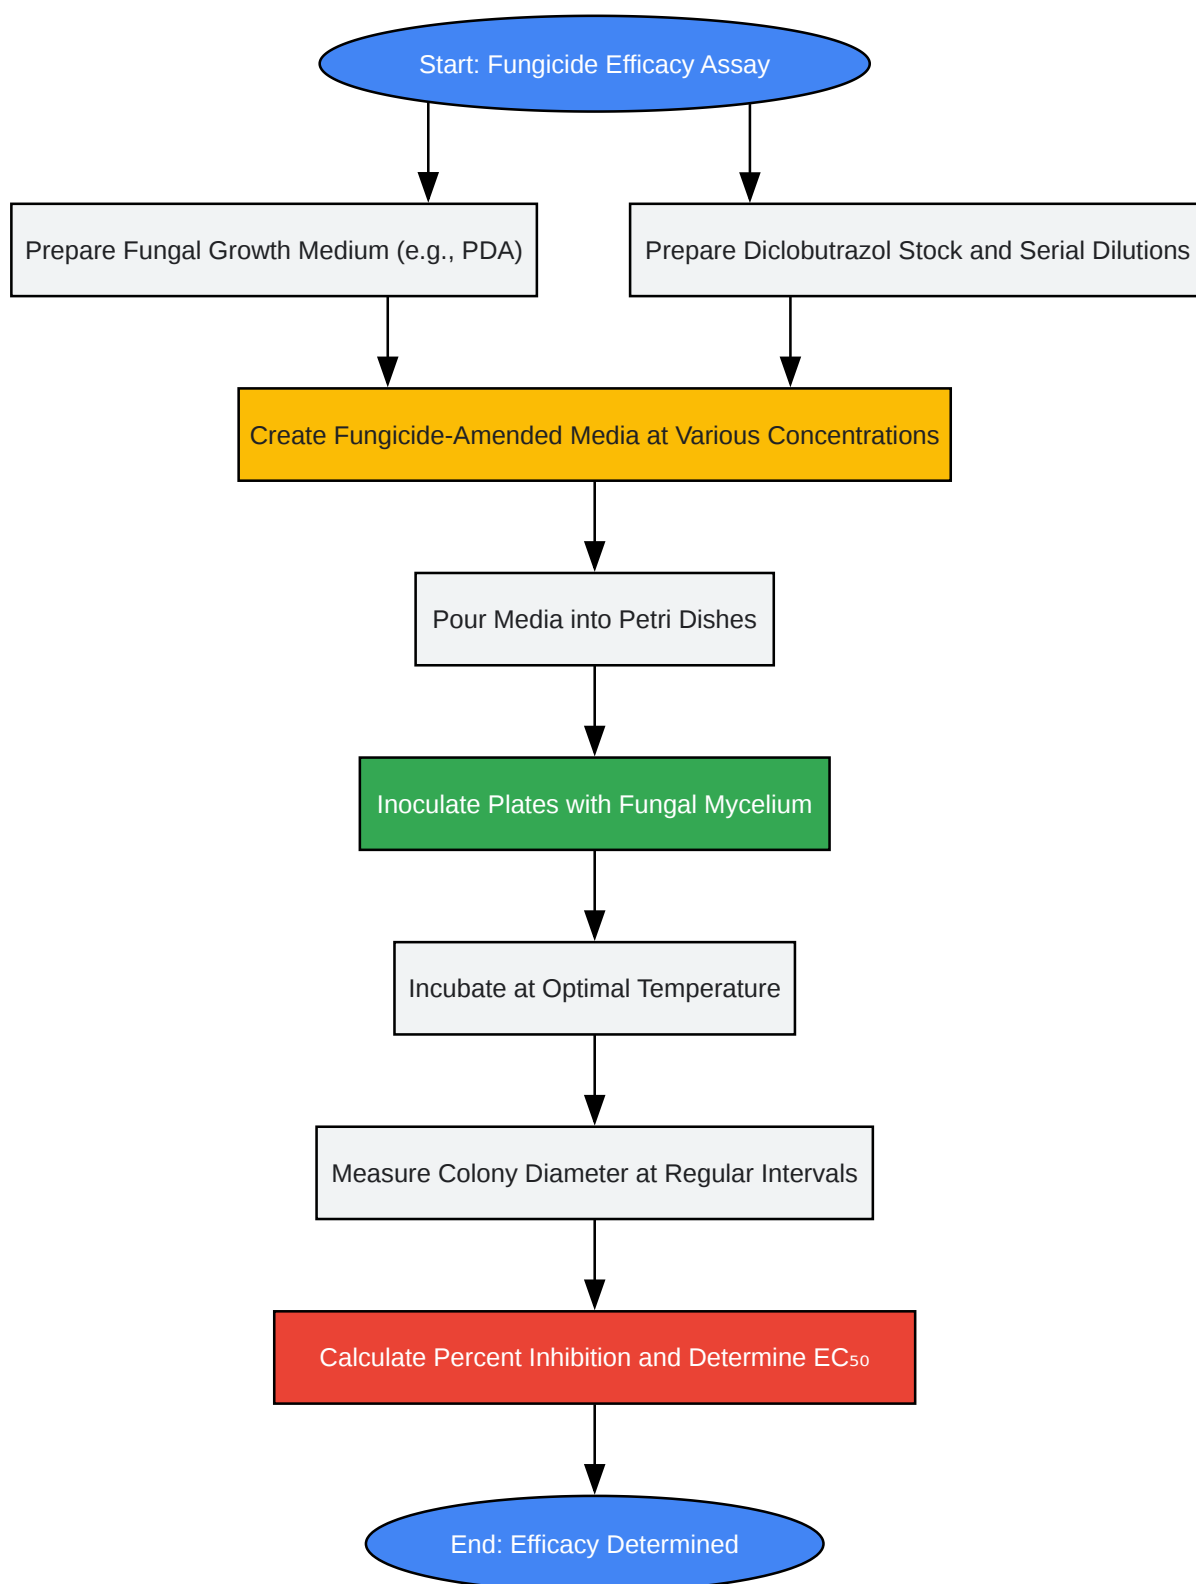 Start: Fungicide Efficacy Assay
Prepare Fungal Growth Medium (e.g., PDA)
Prepare Diclobutrazol Stock and Serial Dilutions
Create Fungicide-Amended Media at Various Concentrations
Pour Media into Petri Dishes
Inoculate Plates with Fungal Mycelium
Incubate at Optimal Temperature
Measure Colony Diameter at Regular Intervals
Calculate Percent Inhibition and Determine EC₅₀
End: Efficacy Determined